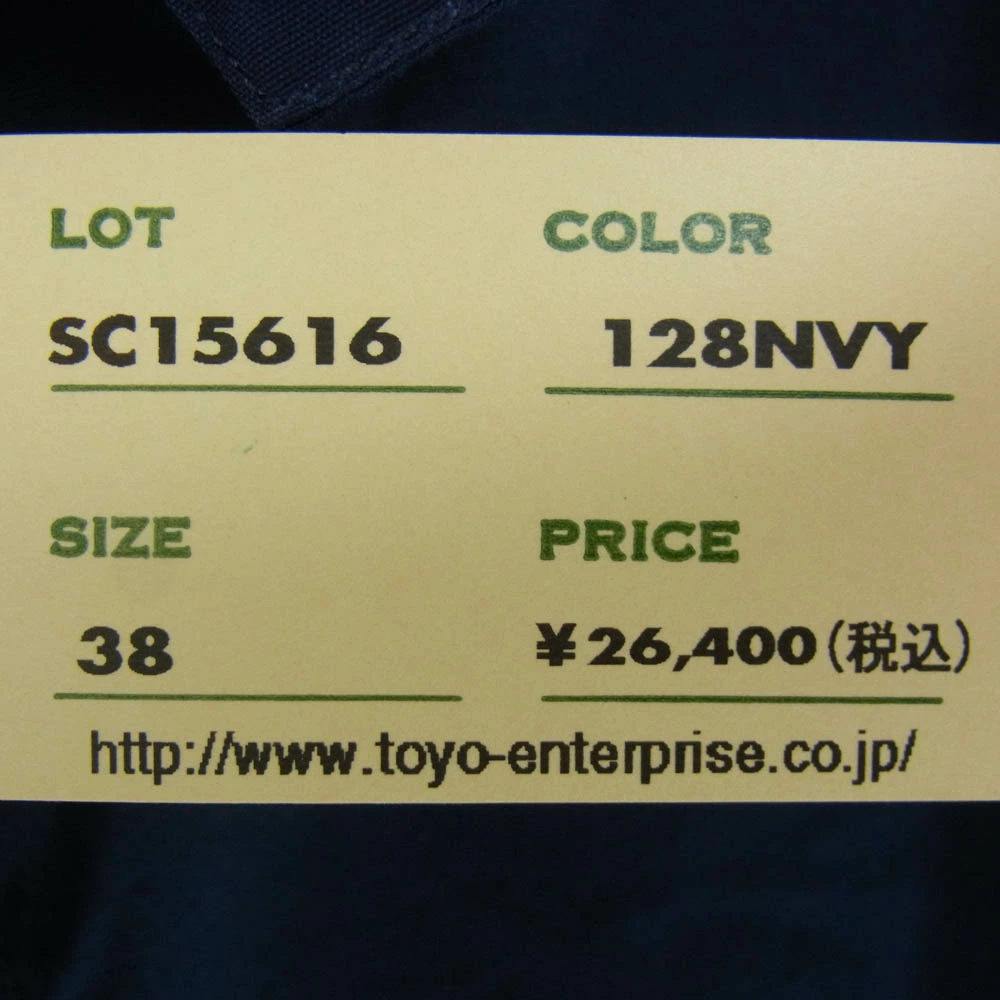 LOT COLOR
SC15616 128NVY
SIZE PRICE
38 ¥26,400(税込)
http://www.toyo-enterprise.co.jp/